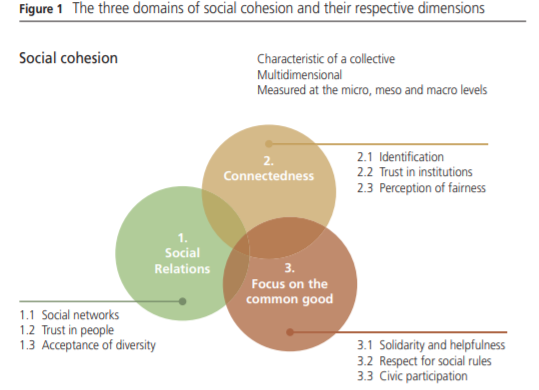 Figure 1 The three domains of social cohesion and their respective dimensions
Social cohesion
Characteristic of a collective
Multidimensional
Measured at the micro, meso and macro levels
2.
Connectedness
2.1 Identification
2.2 Trust in institutions
2.3 Perception of fairness
1.
Social
Relations
3.
Focus on the
common good
1.1 Social networks
1.2 Trust in people
1.3 Acceptance of diversity
3.1 Solidarity and helpfulness
3.2 Respect for social rules
3.3 Civic participation